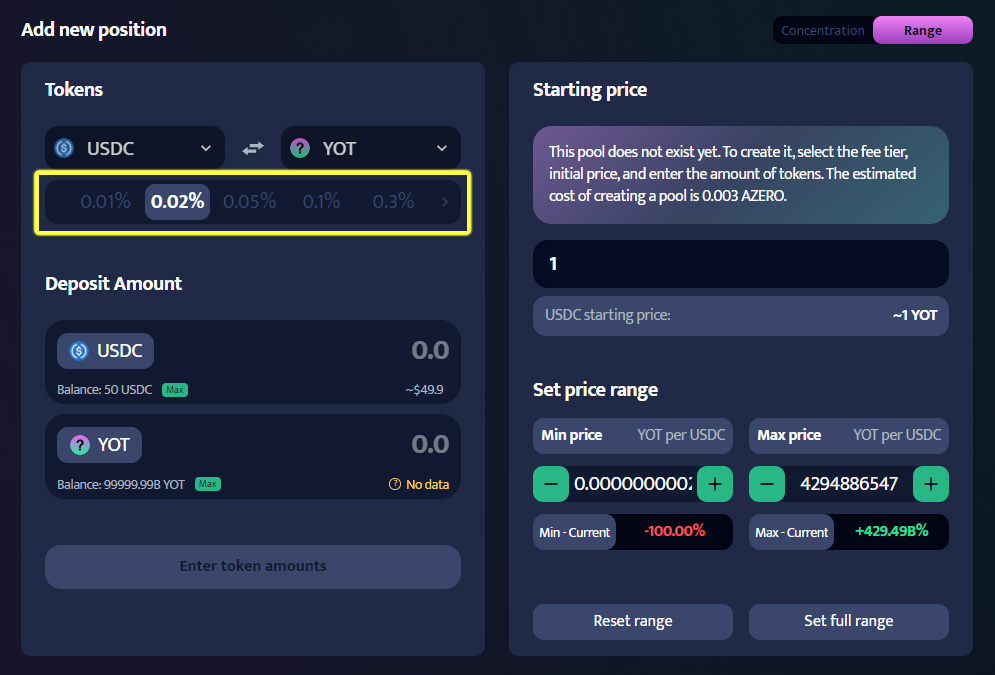 Add new position
Concentration Range
Tokens
USDC YOT
0.01% 0.02% 0.05% 0.1% 0.3%
Deposit Amount
USDC 0.0
Balance: 50 USDC Max ~$49.9
? YOT 0.0
Balance: 99999.99B YOT Max ? No data
Enter token amounts
Starting price
This pool does not exist yet. To create it, select the fee tier,
initial price, and enter the amount of tokens. The estimated
cost of creating a pool is 0.003 AZERO.
1
USDC starting price: ~1 YOT
Set price range
Min price YOT per USDC Max price YOT per USDC
− 0.000000000 + − 4294886547 +
Min - Current -100.00% Max - Current +429.49B%
Reset range Set full range